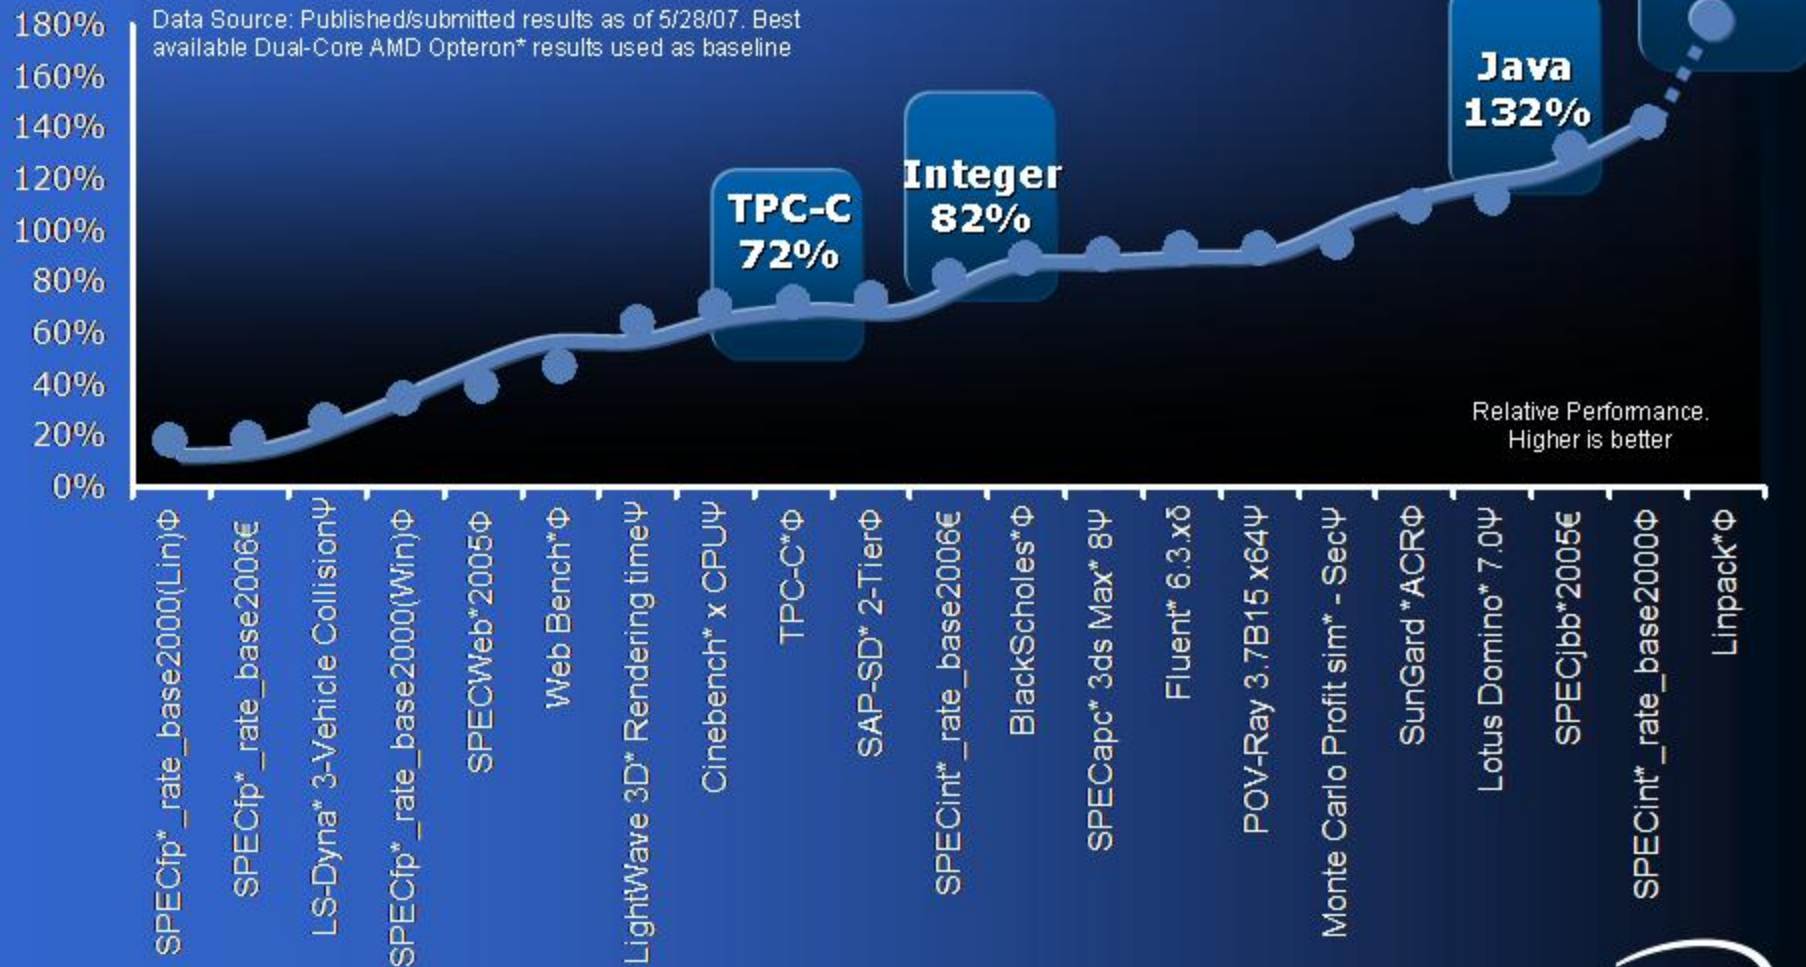 180%
160%
140%
120%
100%
80%
60%
40%
20%
0%
Data Source: Published/submitted results as of 5/28/07. Best
available Dual-Core AMD Opteron* results used as baseline
TPC-C
72%
Integer
82%
Java
132%
Relative Performance.
Higher is better
SPECfp*_rate_base2000(Lin)Φ
SPECfp*_rate_base2006€
LS-Dyna* 3-Vehicle CollisionΨ
SPECfp*_rate_base2000(Win)Φ
SPECWeb*2005Φ
Web Bench*Φ
LightWave 3D* Rendering timeΨ
Cinebench* x CPUΨ
TPC-C*Φ
SAP-SD* 2-TierΦ
SPECint*_rate_base2006€
BlackScholes*Φ
SPECapc* 3ds Max* 8Ψ
Fluent* 6.3.xδ
POV-Ray 3.7B15 x64Ψ
Monte Carlo Profit sim* - SecΨ
SunGard *ACRΦ
Lotus Domino* 7.0Ψ
SPECjbb*2005€
SPECint*_rate_base2000Φ
Linpack*Φ